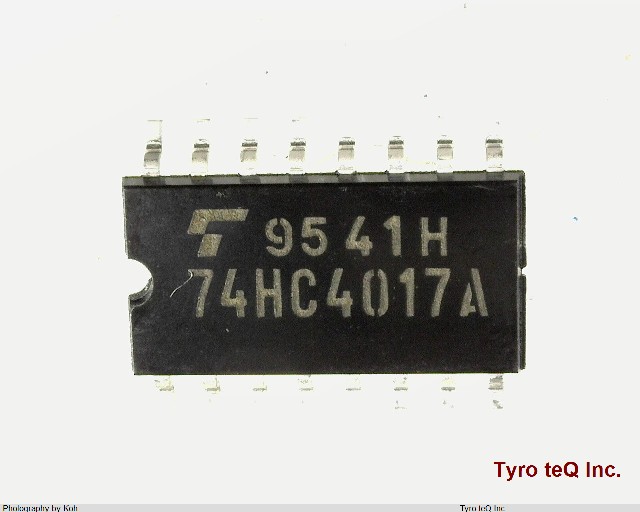 9541H
74HC4017A
Tyro teQ Inc.
Photography by Koh
Tyro teQ Inc